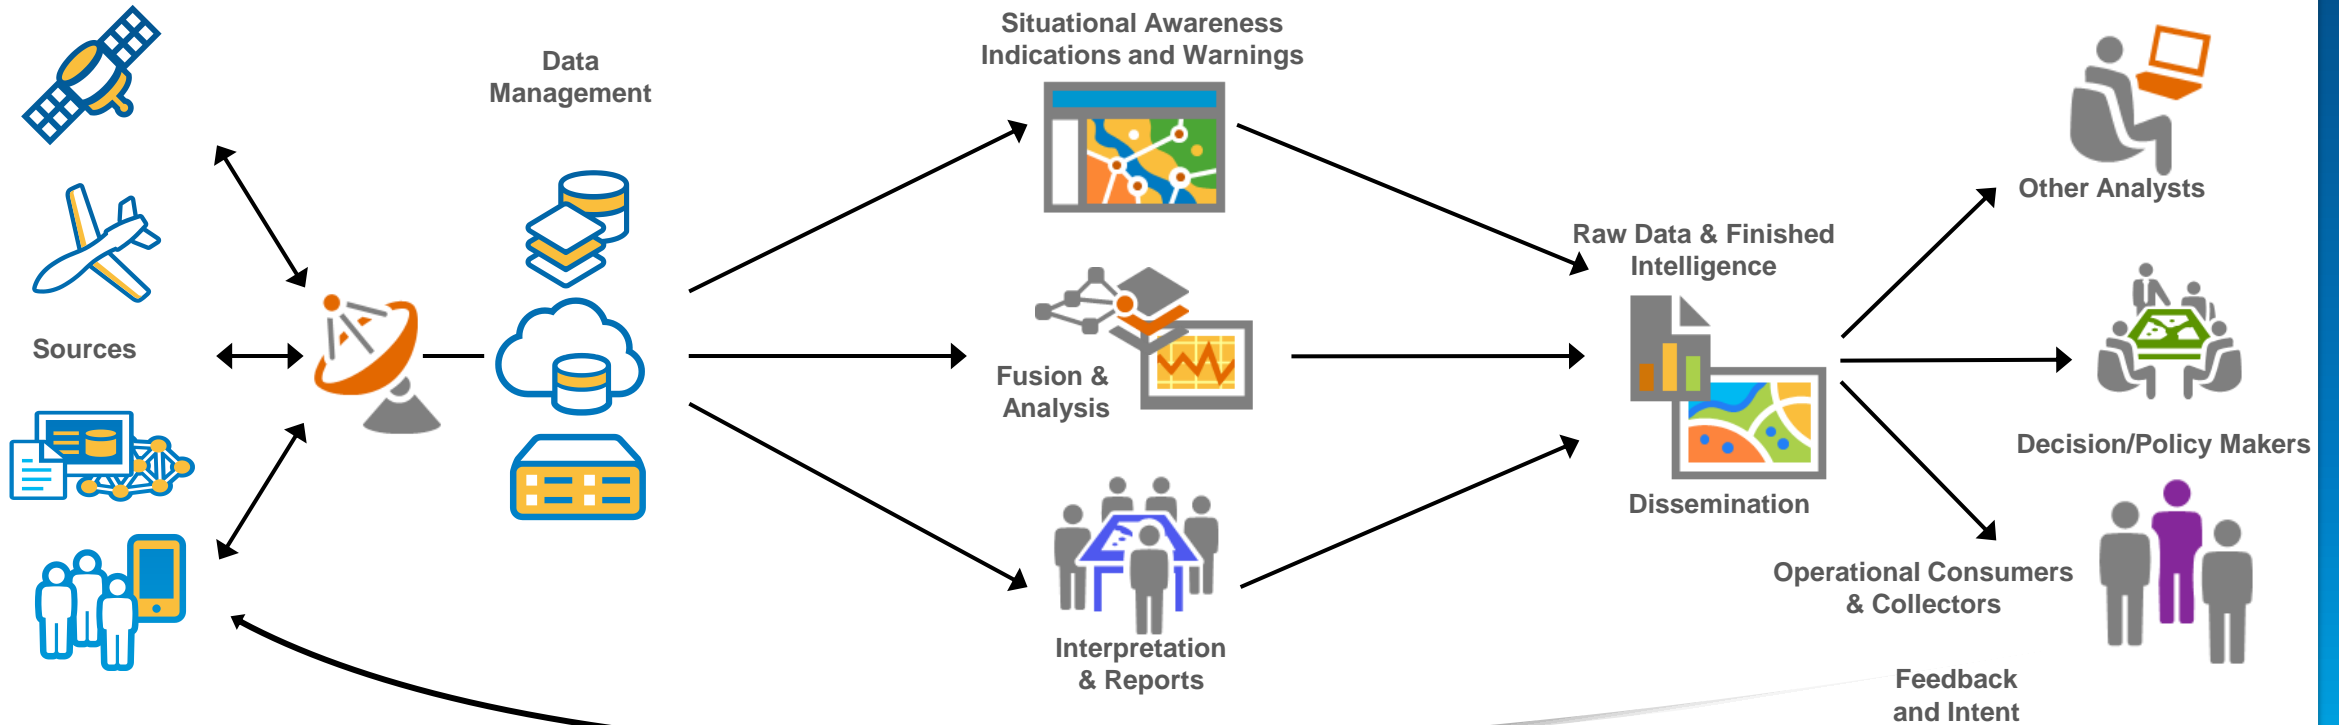 Situational Awareness
Indications and Warnings
Data
Management
Other Analysts
Raw Data & Finished
Intelligence
Sources
Fusion &
Analysis
Decision/Policy Makers
Dissemination
Operational Consumers
& Collectors
Interpretation
& Reports
Feedback
and Intent